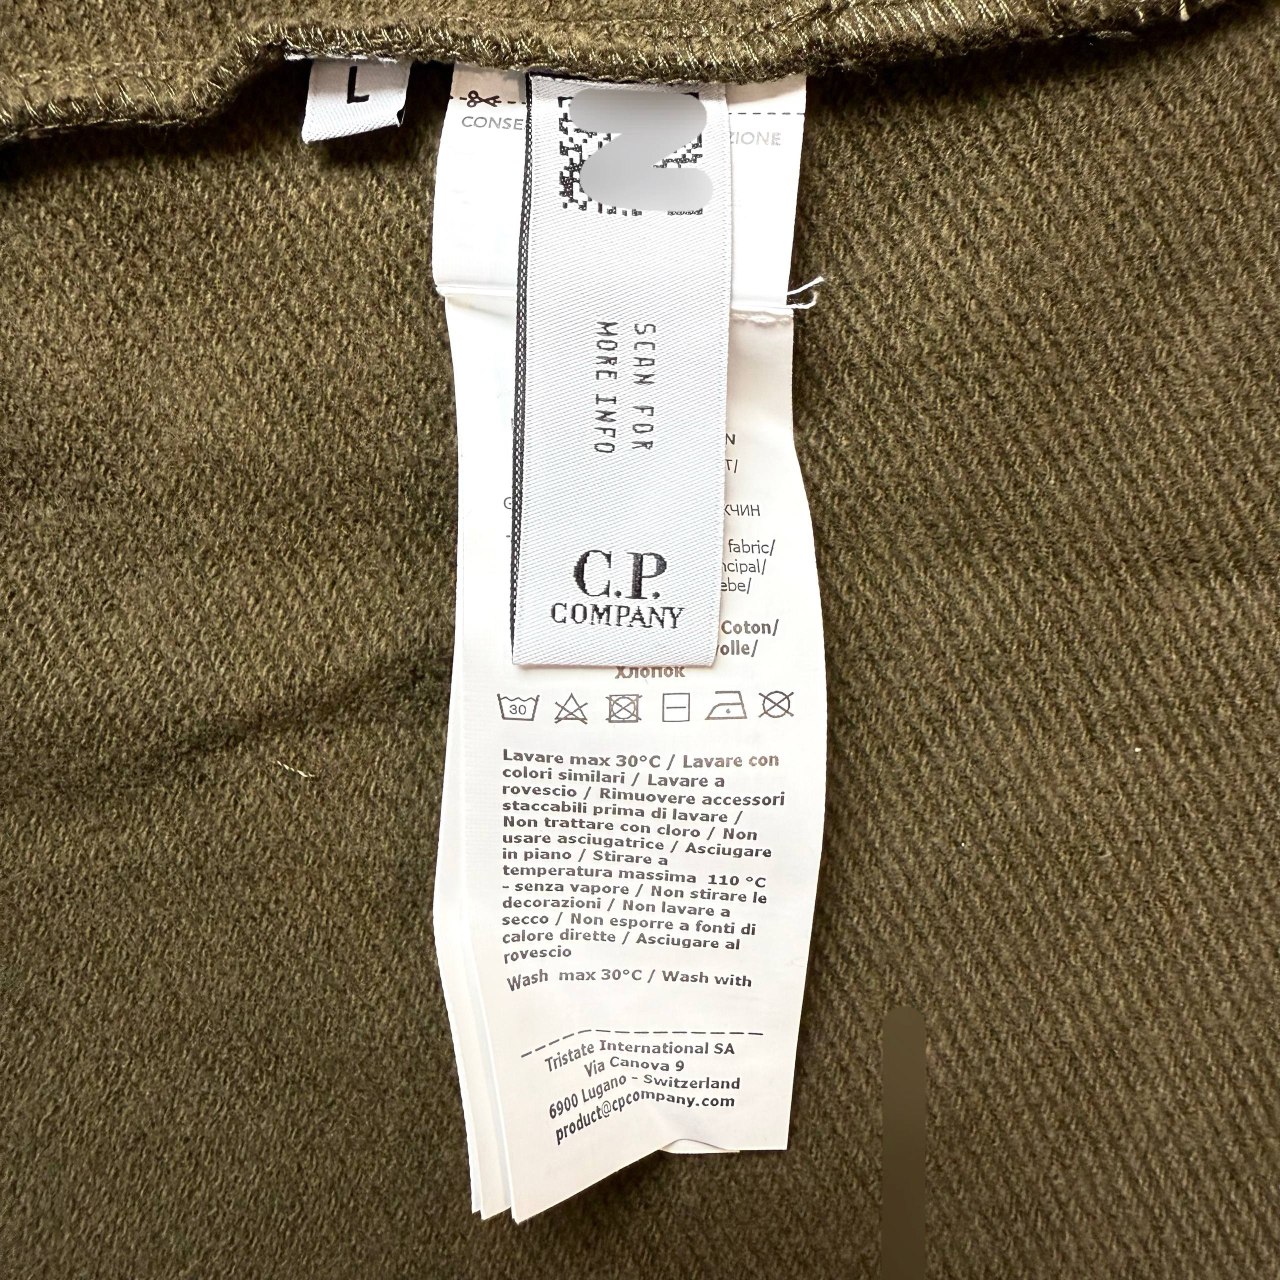 L
CONSE
ZIONE
SCAN FOR
MORE INFO
C.P.
COMPANY
N
T/
ЖЧИН
fabric/
ncipal/
ebe/
Coton/
olle/
Хлопок
30
Lavare max 30°C / Lavare con
colori similari / Lavare a
rovescio / Rimuovere accessori
staccabili prima di lavare /
Non trattare con cloro / Non
usare asciugatrice / Asciugare
in piano / Stirare a
temperatura massima 110 °C
- senza vapore / Non stirare le
decorazioni / Non lavare a
secco / Non esporre a fonti di
calore dirette / Asciugare al
rovescio
Wash max 30°C / Wash with
Tristate International SA
Via Canova 9
6900 Lugano - Switzerland
product@cpcompany.com